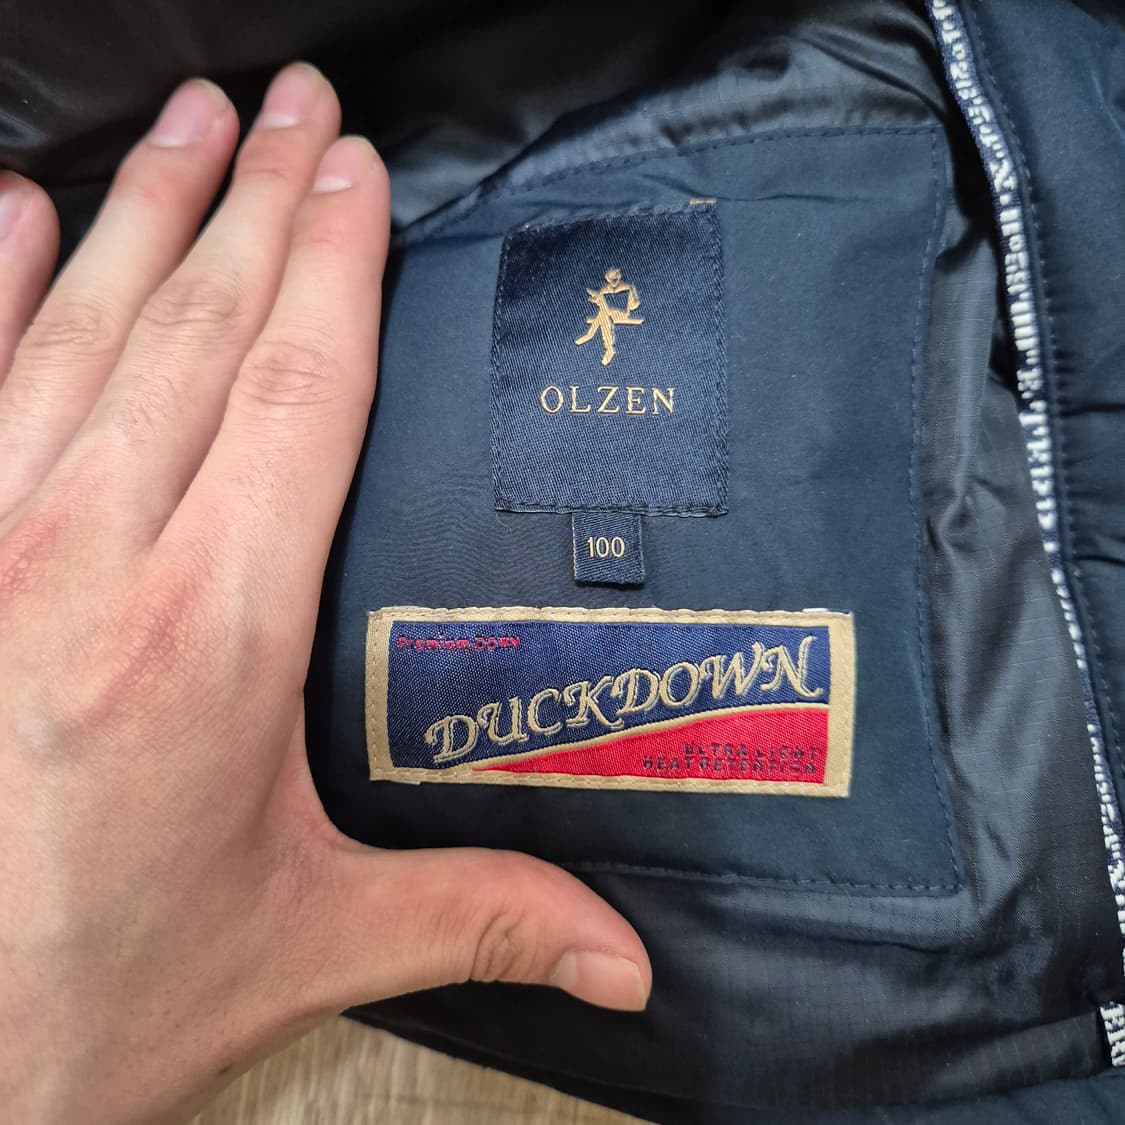 OLZEN
100
Premium DOWN
DUCKDOWN
ULTRA LIGHT
HEAT RETENTION